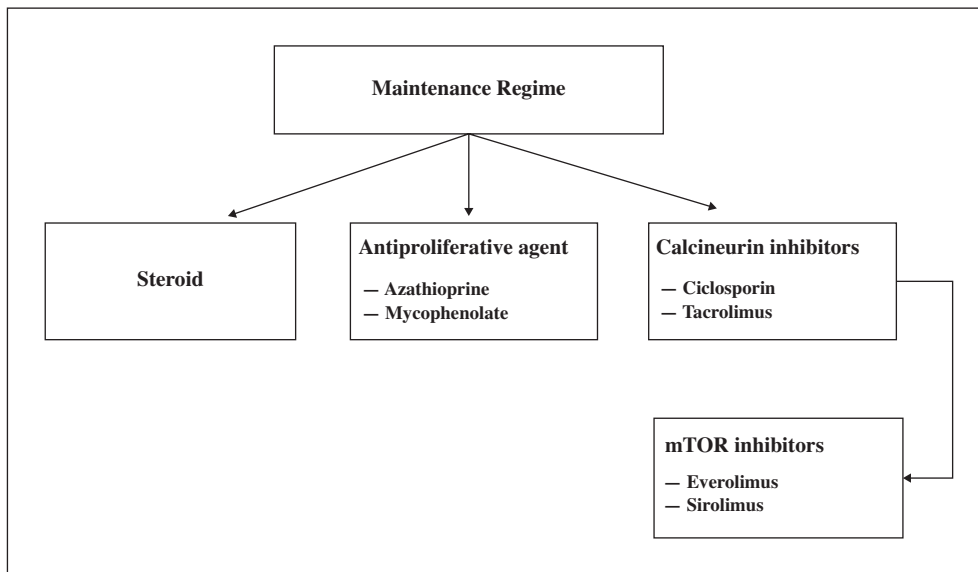 Maintenance Regime
Steroid
Antiproliferative agent
— Azathioprine
— Mycophenolate
Calcineurin inhibitors
— Ciclosporin
— Tacrolimus
mTOR inhibitors
— Everolimus
— Sirolimus